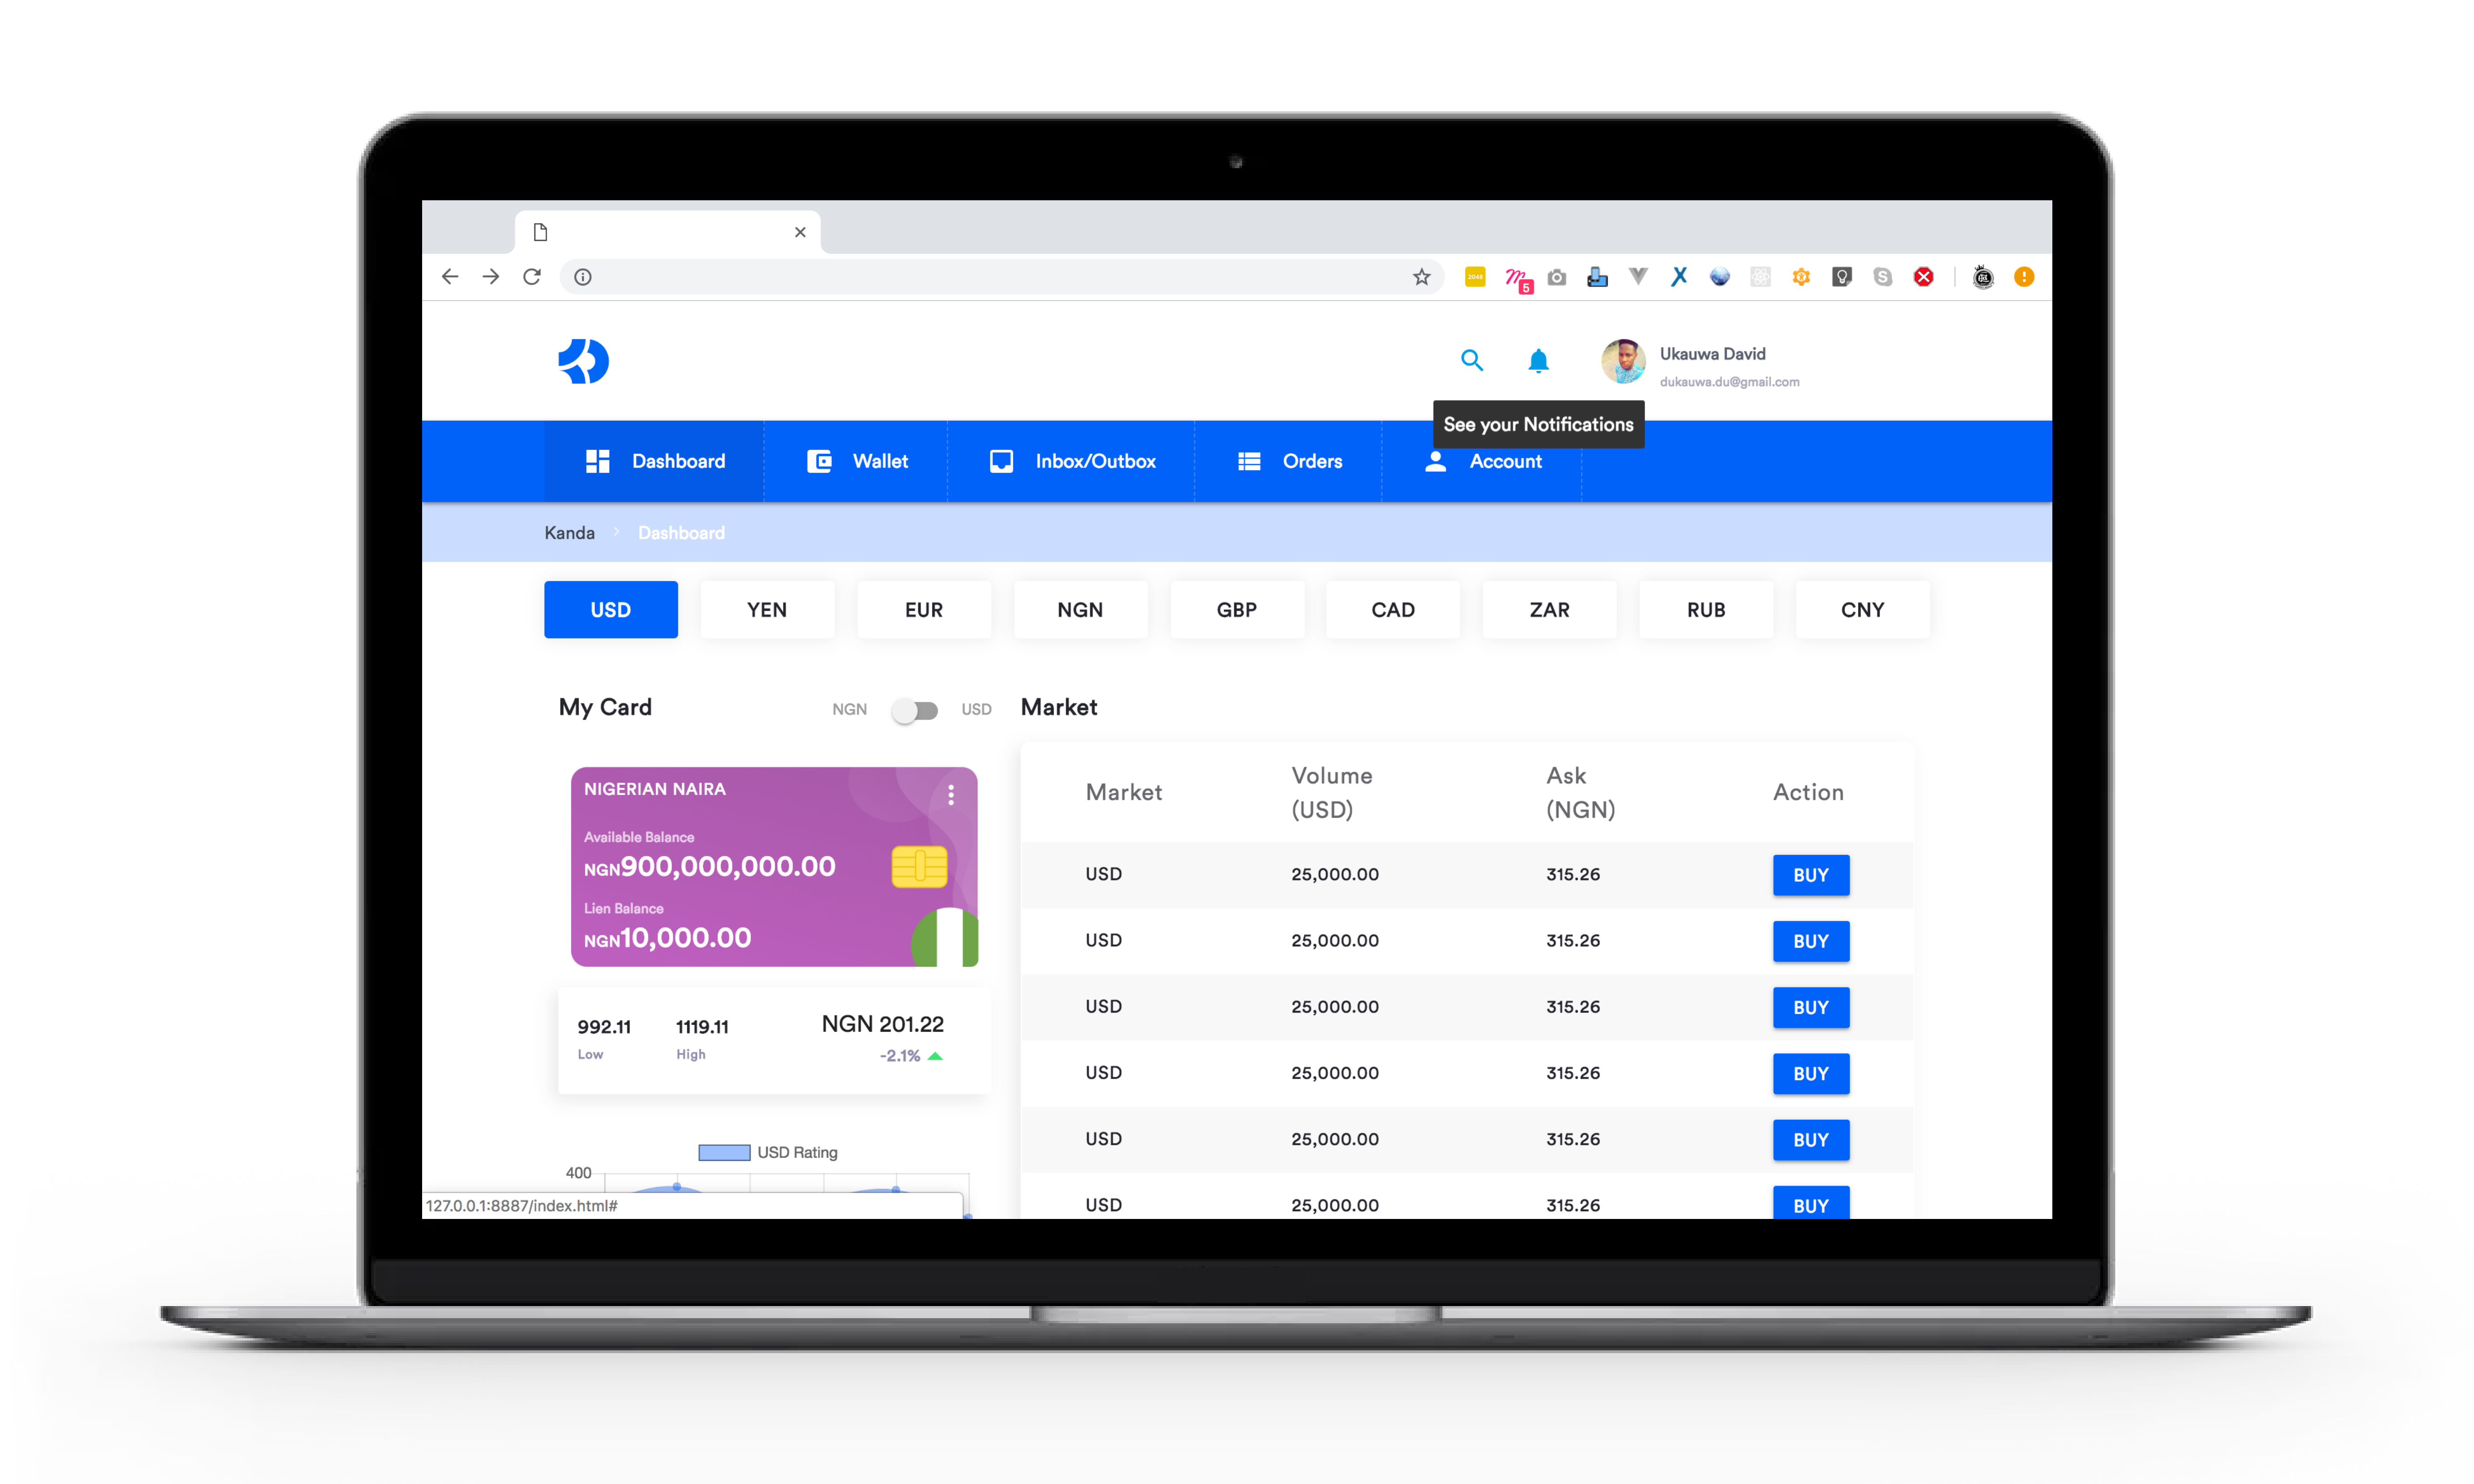 2048
5
Ukauwa David
dukauwa.du@gmail.com
See your Notifications
Dashboard Wallet Inbox/Outbox Orders Account
Kanda > Dashboard
USD YEN EUR NGN GBP CAD ZAR RUB CNY
My Card NGN USD Market
NIGERIAN NAIRA
Available Balance
NGN900,000,000.00
Lien Balance
NGN10,000.00
992.11 1119.11 NGN 201.22
Low High -2.1%
USD Rating
400
127.0.0.1:8887/index.html#
Market Volume (USD) Ask (NGN) Action
USD 25,000.00 315.26 BUY
USD 25,000.00 315.26 BUY
USD 25,000.00 315.26 BUY
USD 25,000.00 315.26 BUY
USD 25,000.00 315.26 BUY
USD 25,000.00 315.26 BUY